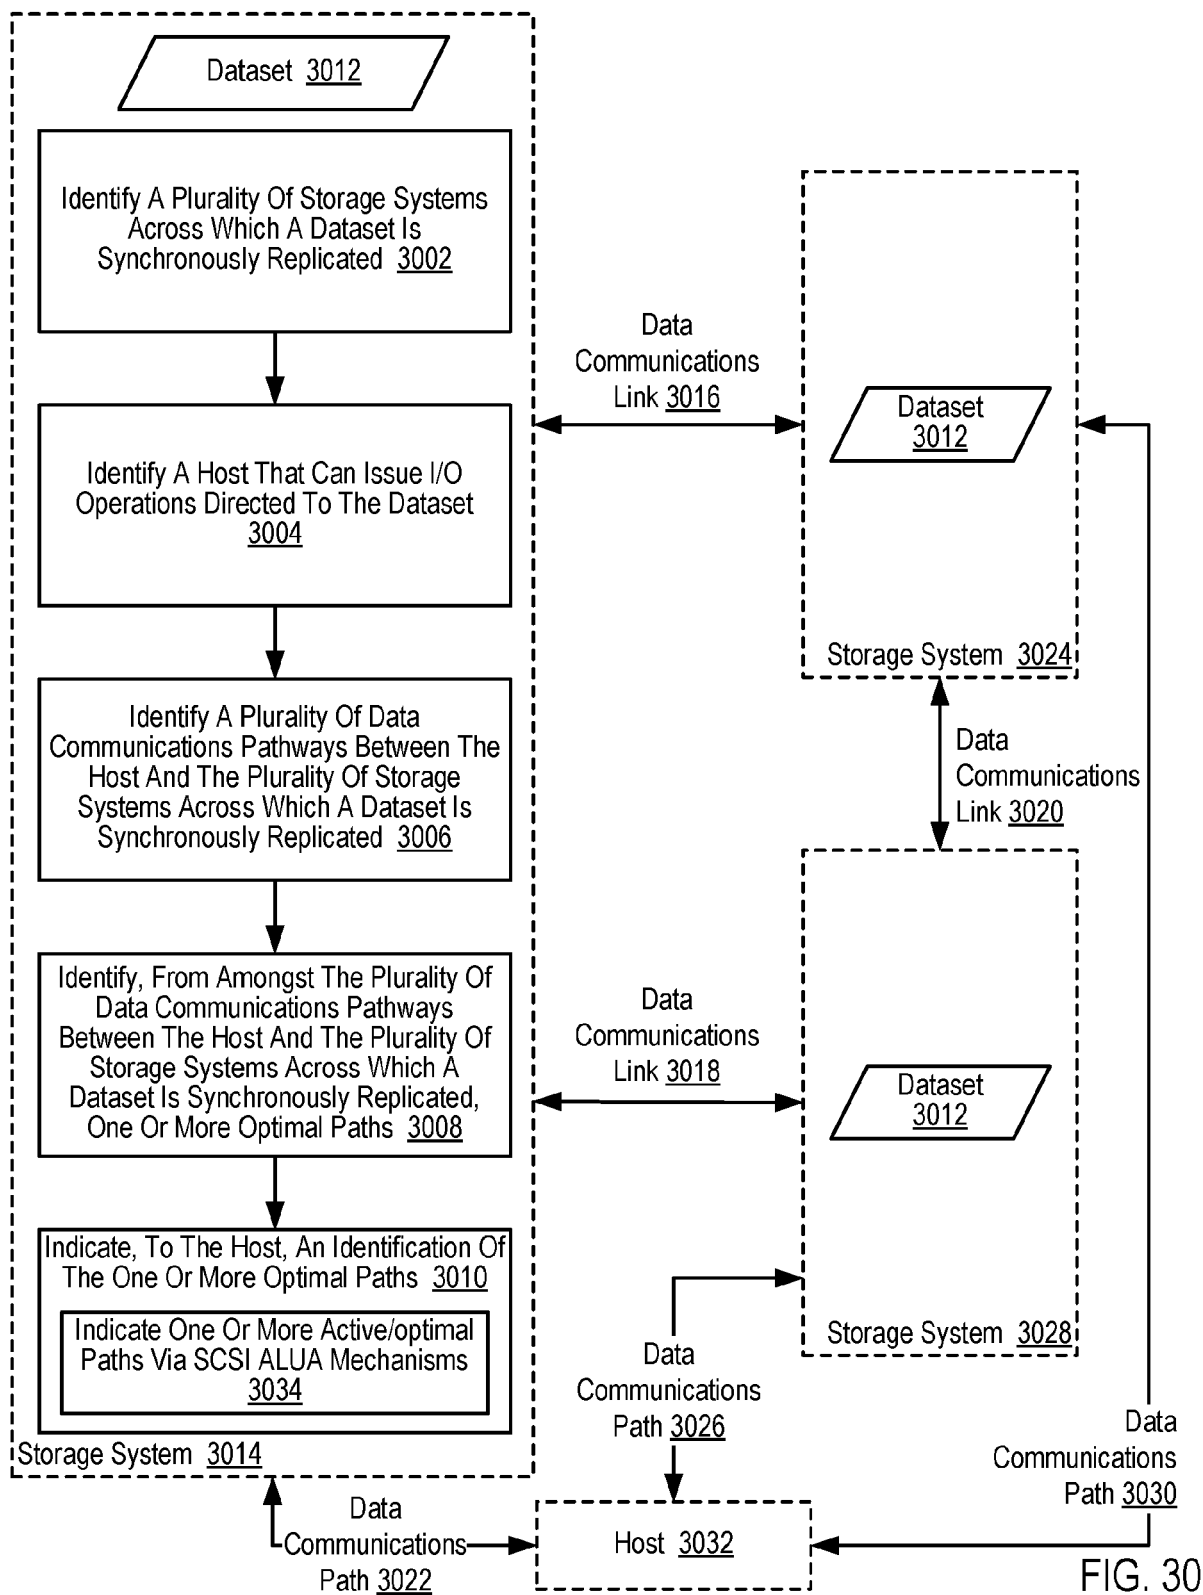 Dataset 3012
Identify A Plurality Of Storage Systems
Across Which A Dataset Is
Synchronously Replicated 3002
Identify A Host That Can Issue I/O
Operations Directed To The Dataset
3004
Identify A Plurality Of Data
Communications Pathways Between The
Host And The Plurality Of Storage
Systems Across Which A Dataset Is
Synchronously Replicated 3006
Identify, From Amongst The Plurality Of
Data Communications Pathways
Between The Host And The Plurality Of
Storage Systems Across Which A
Dataset Is Synchronously Replicated,
One Or More Optimal Paths 3008
Indicate, To The Host, An Identification Of
The One Or More Optimal Paths 3010
Indicate One Or More Active/optimal
Paths Via SCSI ALUA Mechanisms
3034
Storage System 3014
Data
Communications
Link 3016
Dataset
3012
Storage System 3024
Data
Communications
Link 3020
Data
Communications
Link 3018
Dataset
3012
Storage System 3028
Data
Communications
Path 3026
Data
Communications
Path 3030
Data
Communications
Path 3022
Host 3032
FIG. 30